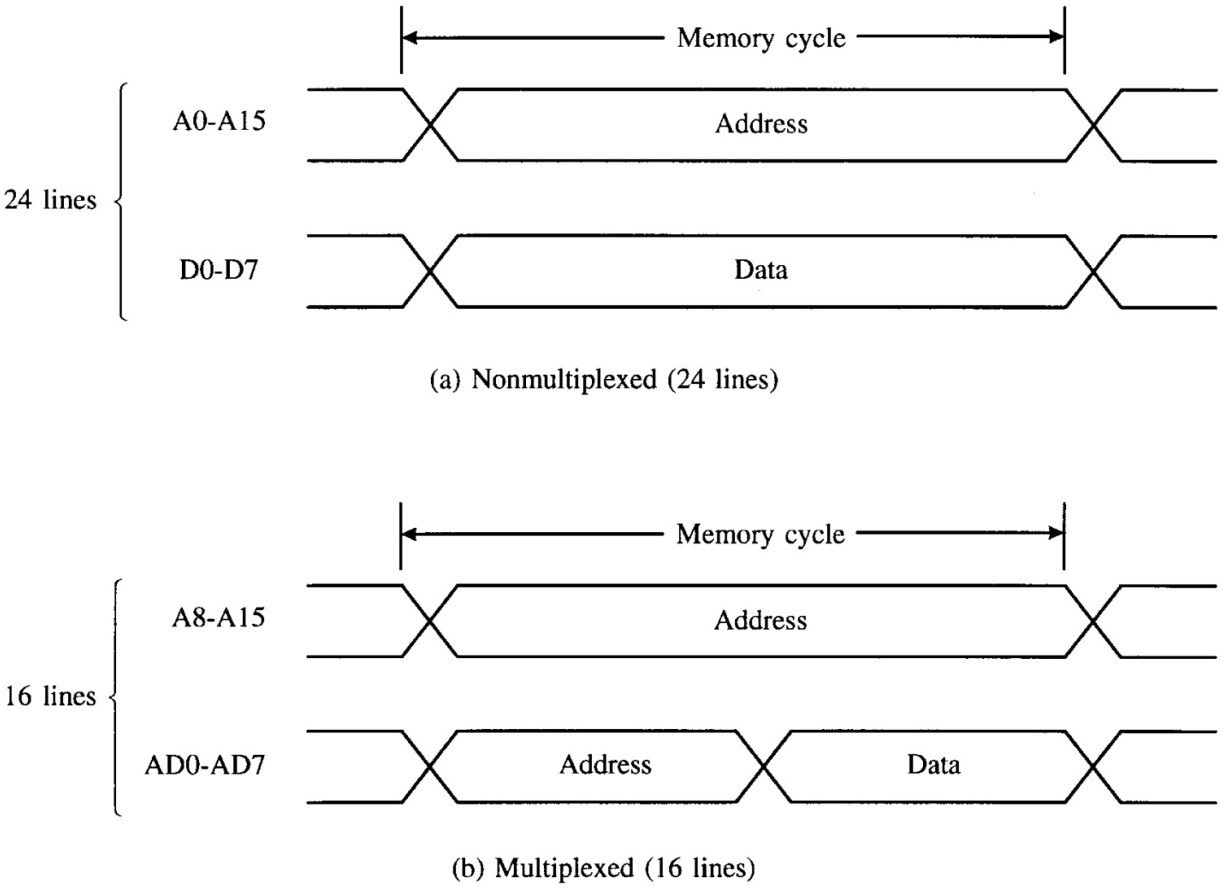 Memory cycle
A0-A15
Address
24 lines
D0-D7
Data
(a) Nonmultiplexed (24 lines)
Memory cycle
A8-A15
Address
16 lines
AD0-AD7
Address
Data
(b) Multiplexed (16 lines)